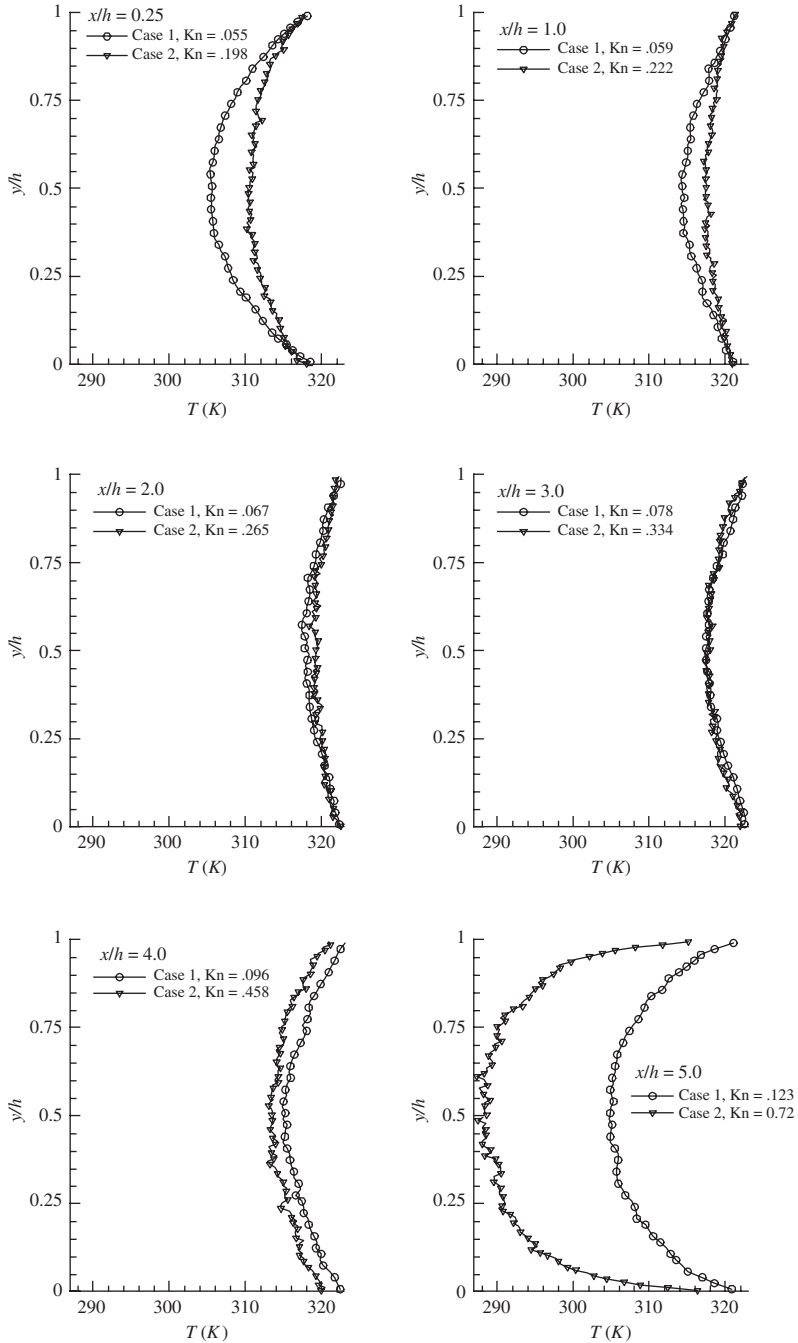 x/h = 0.25
Case 1, Kn = .055
Case 2, Kn = .198
1
0.75
0.5
0.25
0
y/h
290
300
310
320
T (K)
x/h = 1.0
Case 1, Kn = .059
Case 2, Kn = .222
1
0.75
0.5
0.25
0
y/h
290
300
310
320
T (K)
x/h = 2.0
Case 1, Kn = .067
Case 2, Kn = .265
1
0.75
0.5
0.25
0
y/h
290
300
310
320
T (K)
x/h = 3.0
Case 1, Kn = .078
Case 2, Kn = .334
1
0.75
0.5
0.25
0
y/h
290
300
310
320
T (K)
x/h = 4.0
Case 1, Kn = .096
Case 2, Kn = .458
1
0.75
0.5
0.25
0
y/h
290
300
310
320
T (K)
x/h = 5.0
Case 1, Kn = .123
Case 2, Kn = 0.72
1
0.75
0.5
0.25
0
y/h
290
300
310
320
T (K)